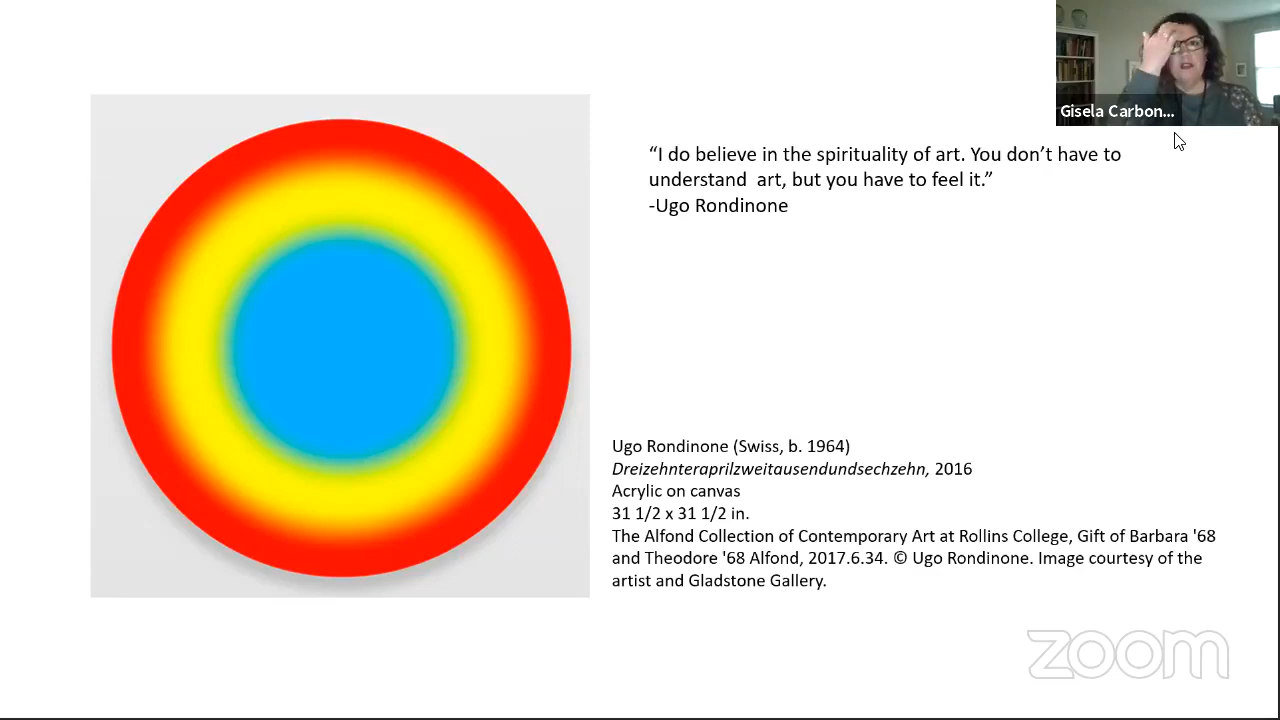 Gisela Carbon...
“I do believe in the spirituality of art. You don’t have to
understand  art, but you have to feel it.”
-Ugo Rondinone
Ugo Rondinone (Swiss, b. 1964)
Dreizehnteraprilzweitausendundsechzehn, 2016
Acrylic on canvas
31 1/2 x 31 1/2 in.
The Alfond Collection of Contemporary Art at Rollins College, Gift of Barbara '68
and Theodore '68 Alfond, 2017.6.34. © Ugo Rondinone. Image courtesy of the
artist and Gladstone Gallery.
zoom